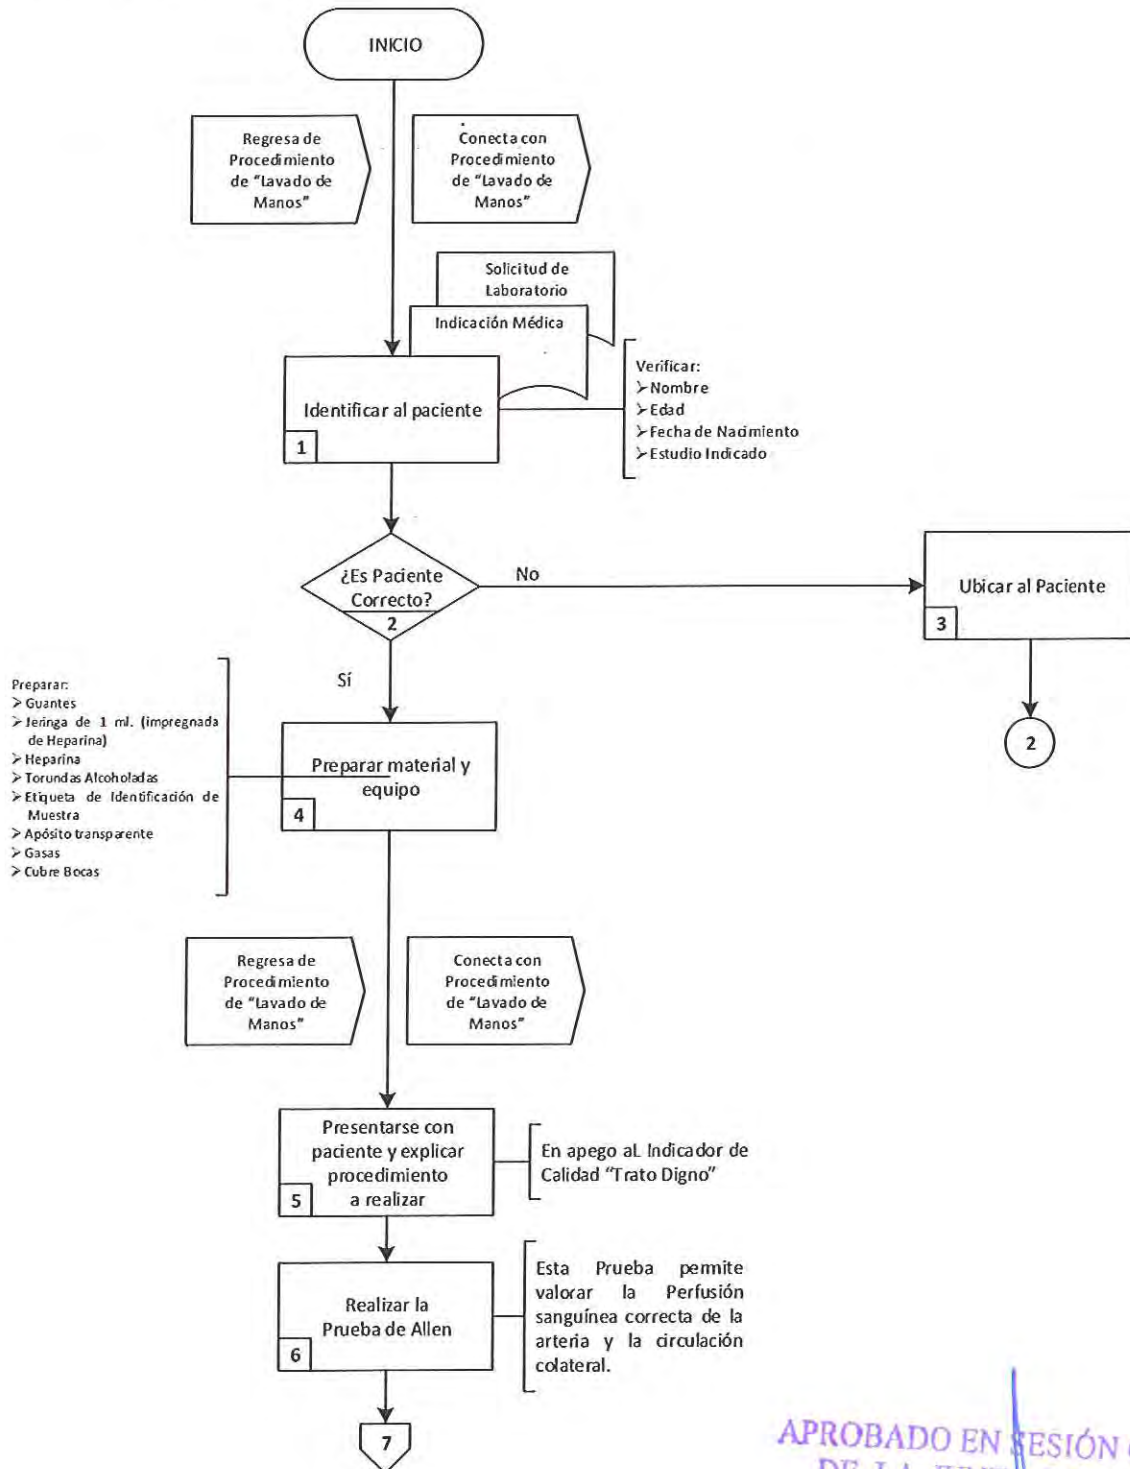 INICIO
Regresa de
Procedimiento
de "Lavado de
Manos"
Conecta con
Procedimiento
de "Lavado de
Manos"
Solicitud de
Laboratorio
Indicación Médica
Identificar al paciente
1
Verificar:
➢Nombre
➢Edad
➢Fecha de Nacimiento
➢Estudio Indicado
¿Es Paciente
Correcto?
2
No
Ubicar al Paciente
3
2
Sí
Preparar:
➢ Guantes
➢ Jeringa de 1 ml. (impregnada
de Heparina)
➢ Heparina
➢ Torundas Alcoholadas
➢ Etiqueta de Identificación de
Muestra
➢ Apósito transparente
➢ Gasas
➢ Cubre Bocas
Preparar material y
equipo
4
Regresa de
Procedimiento
de "Lavado de
Manos"
Conecta con
Procedimiento
de "Lavado de
Manos"
Presentarse con
paciente y explicar
procedimiento
a realizar
5
En apego aL Indicador de
Calidad "Trato Digno"
Realizar la
Prueba de Allen
6
Esta Prueba permite
valorar la Perfusión
sanguínea correcta de la
arteria y la circulación
colateral.
7
APROBADO EN SESIÓN
DE LA